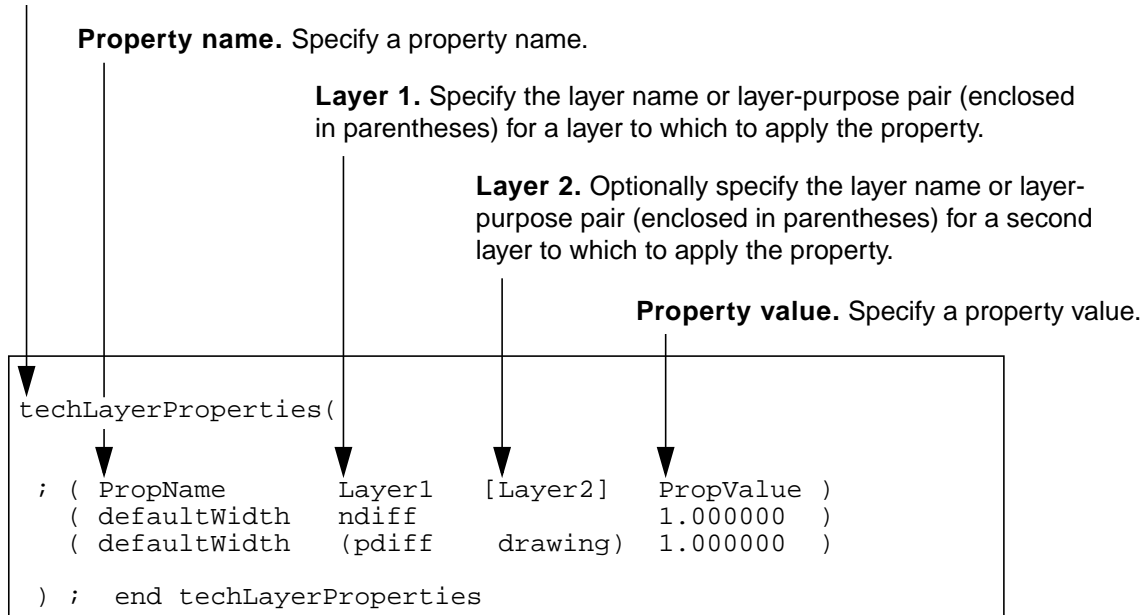 Property name. Specify a property name.
Layer 1. Specify the layer name or layer-purpose pair (enclosed
in parentheses) for a layer to which to apply the property.
Layer 2. Optionally specify the layer name or layer-
purpose pair (enclosed in parentheses) for a second
layer to which to apply the property.
Property value. Specify a property value.
techLayerProperties(
; ( PropName Layer1 [Layer2] PropValue )
( defaultWidth ndiff 1.000000 )
( defaultWidth (pdiff drawing) 1.000000 )
) ; end techLayerProperties